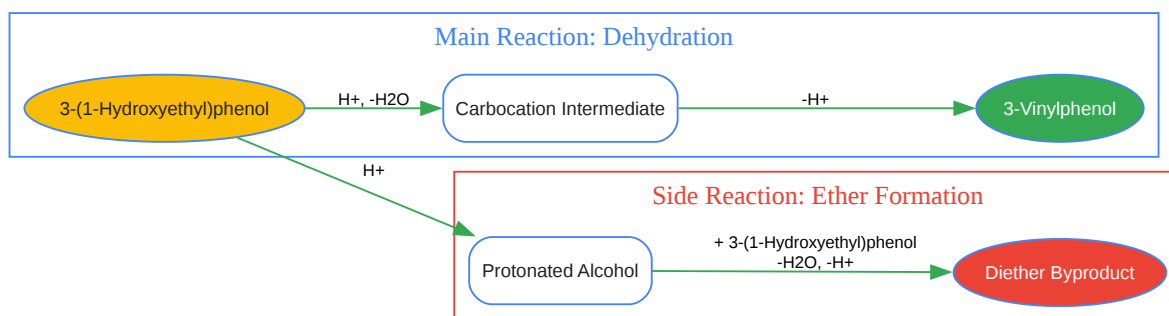 Main Reaction: Dehydration
3-(1-Hydroxyethyl)phenol
H+, -H2O
Carbocation Intermediate
-H+
3-Vinylphenol
H+
Side Reaction: Ether Formation
Protonated Alcohol
+ 3-(1-Hydroxyethyl)phenol
-H2O, -H+
Diether Byproduct